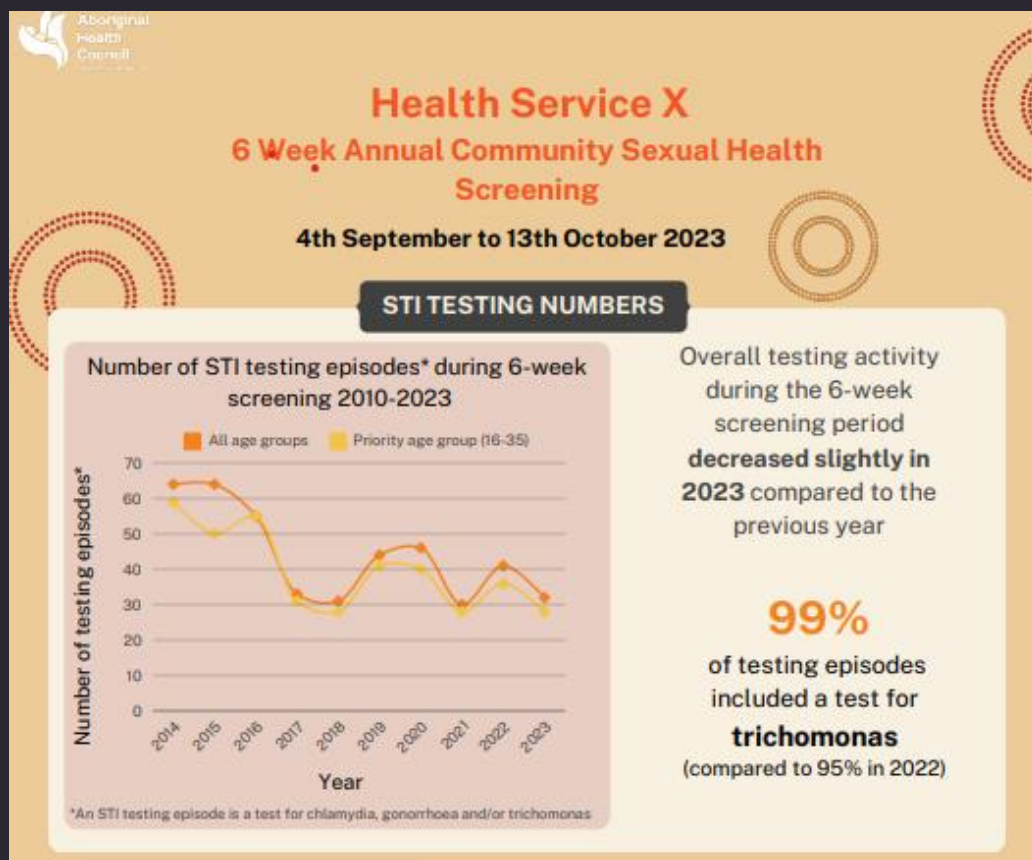 Aboriginal
Health
Council
Health Service X
6 Week Annual Community Sexual Health
Screening
4th September to 13th October 2023
STI TESTING NUMBERS
Number of STI testing episodes* during 6-week
screening 2010-2023
All age groups
Priority age group (16-35)
Number of testing episodes*
70
60
50
40
30
20
10
0
2014
2015
2016
2017
2018
2019
2020
2021
2022
2023
Year
*An STI testing episode is a test for chlamydia, gonorrhoea and/or trichomonas
Overall testing activity
during the 6-week
screening period
decreased slightly in
2023 compared to the
previous year
99%
of testing episodes
included a test for
trichomonas
(compared to 95% in 2022)